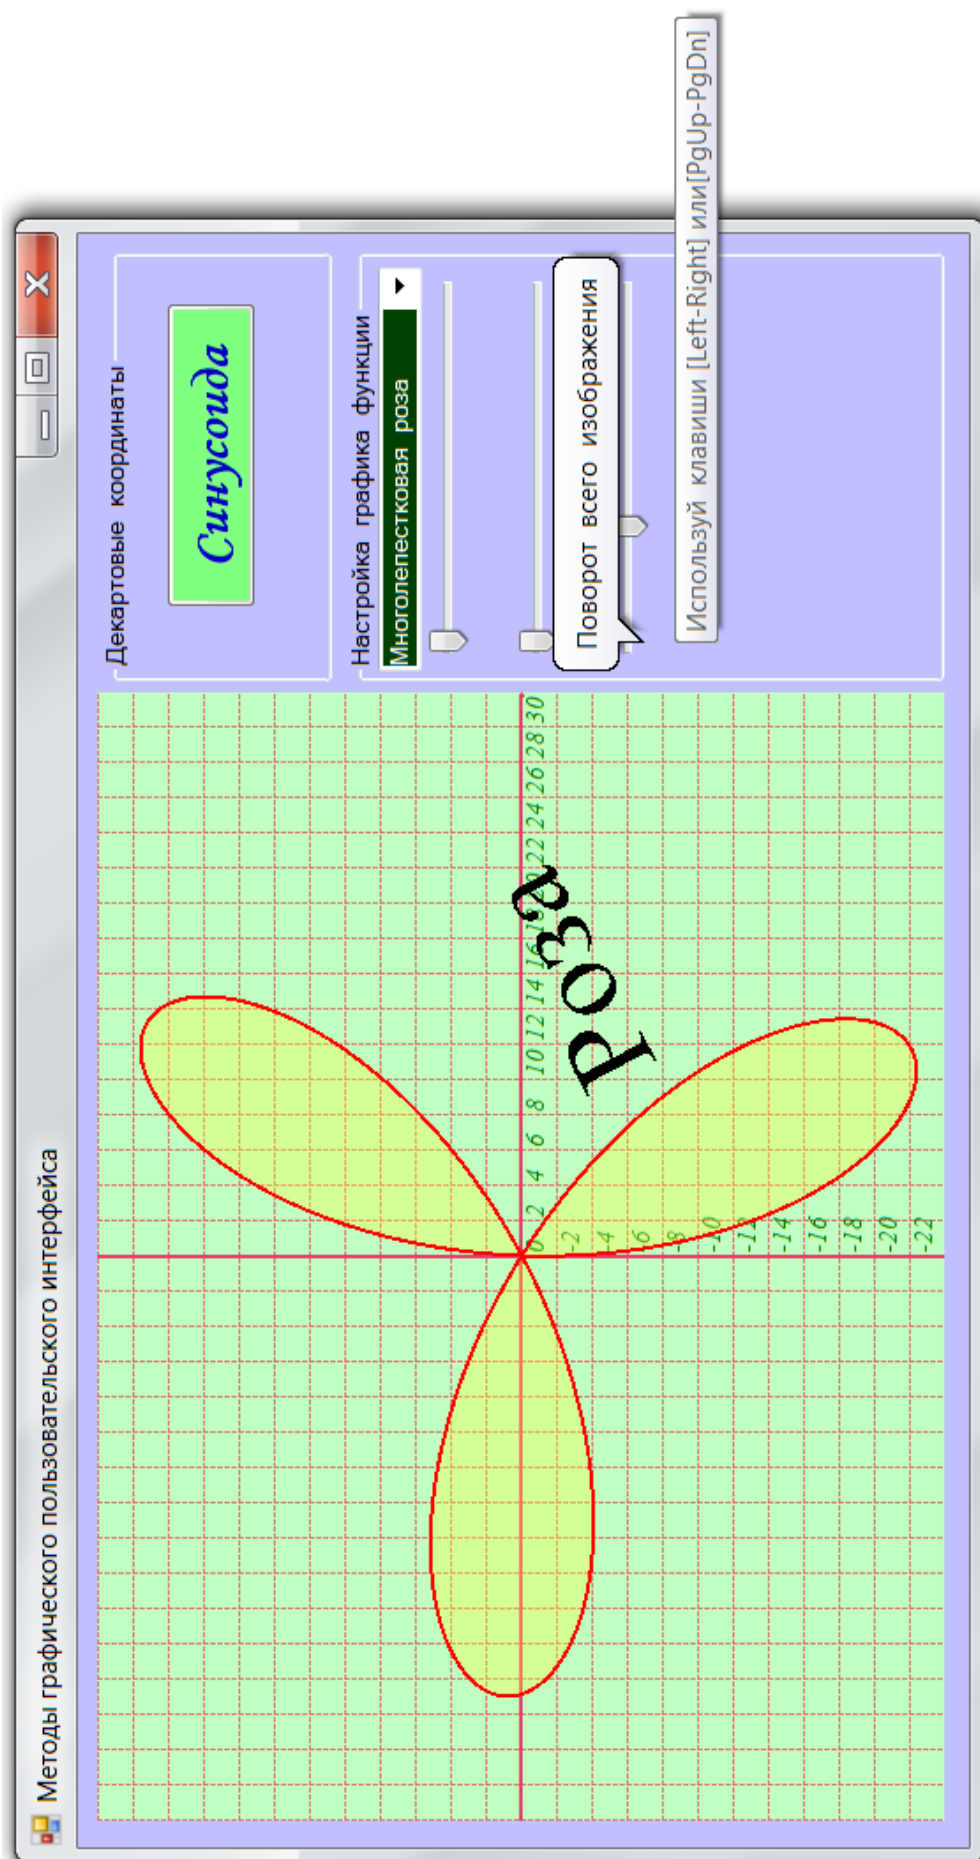 Методы графического пользовательского интерфейса
Декартовые координаты
Синусоида
Настройка графика функции
Многолепестковая роза
Поворот всего изображения
Используй клавиши [Left-Right] или[PgUp-PgDn]
Роза
0 2 4 6 8 10 12 14 16 18 20 22 24 26 28 30
-2
-4
-6
-8
-10
-12
-14
-16
-18
-20
-22